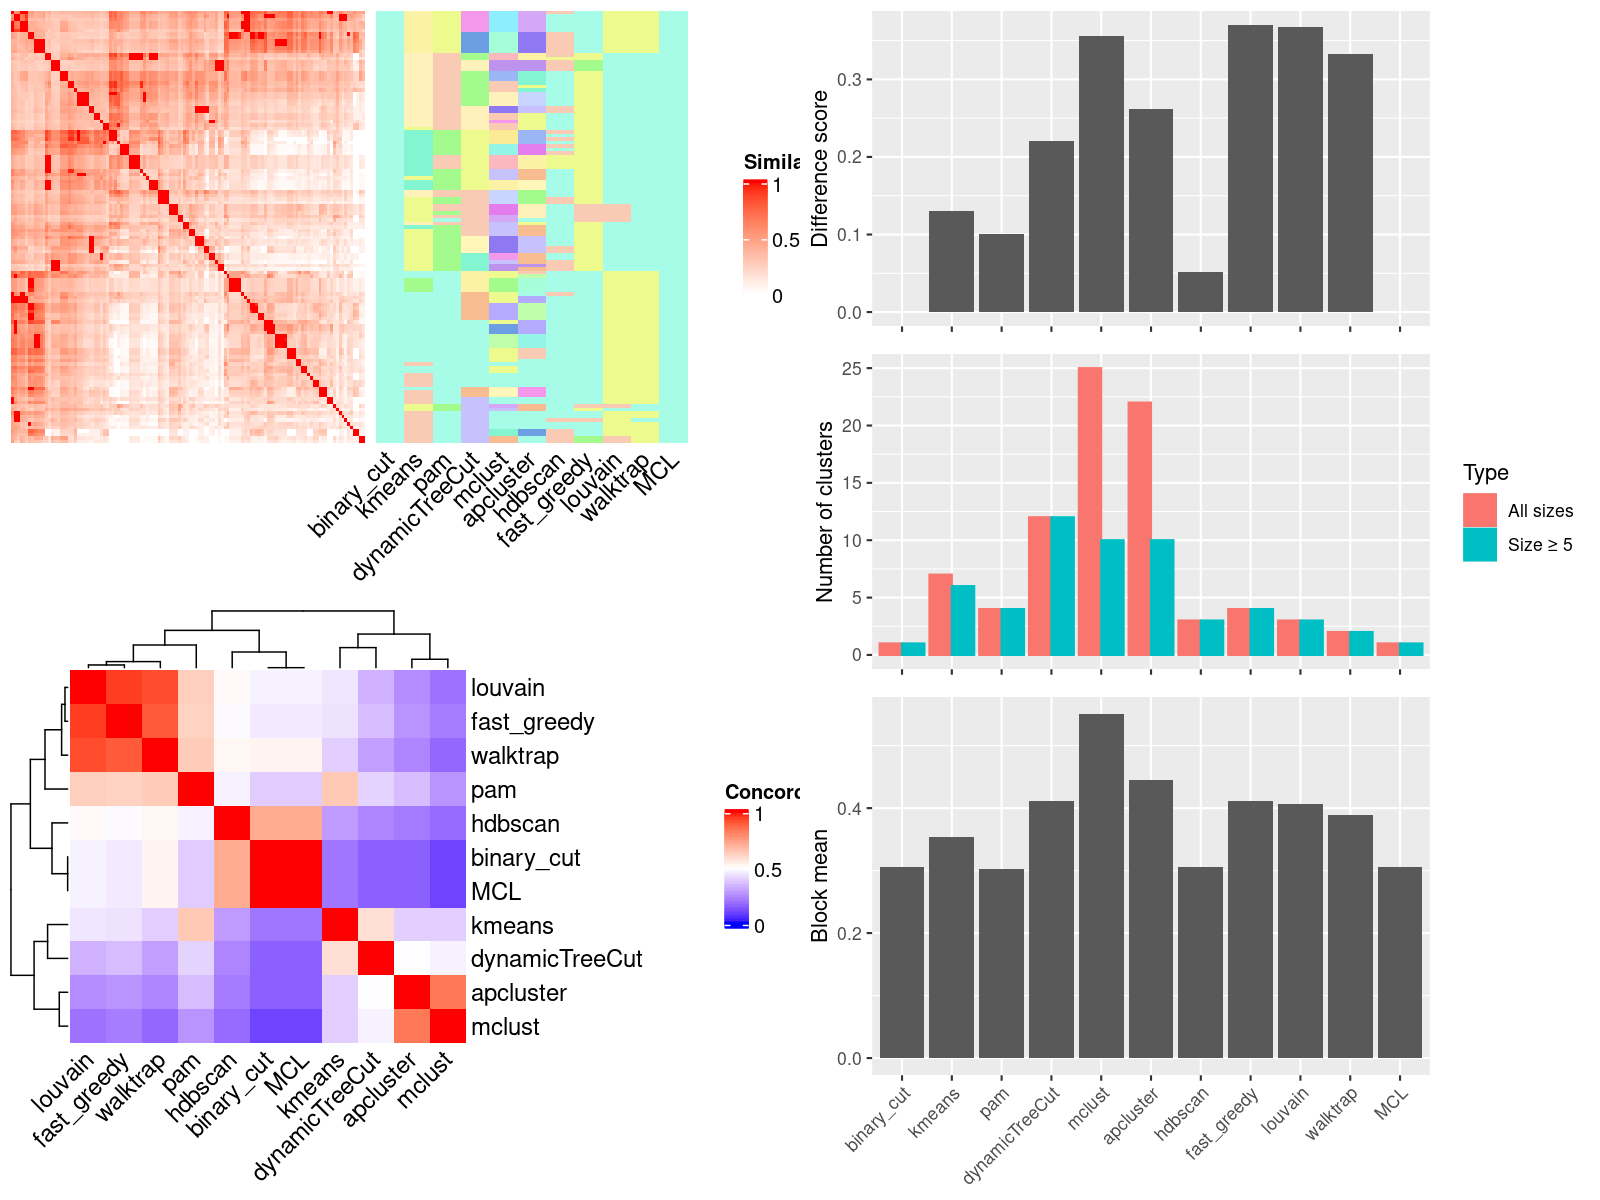 Simila
1
0.5
0
binary_cut
kmeans
pam
dynamicTreeCut
mclust
apcluster
hdbscan
fast_greedy
louvain
walktrap
MCL
Difference score
0.3
0.2
0.1
0.0
Number of clusters
25
20
15
10
5
0
Type
All sizes
Size ≥ 5
louvain
fast_greedy
walktrap
pam
hdbscan
binary_cut
MCL
kmeans
dynamicTreeCut
apcluster
mclust
louvain
fast_greedy
walktrap
pam
hdbscan
binary_cut
MCL
kmeans
dynamicTreeCut
apcluster
mclust
Concord
1
0.5
0
Block mean
0.4
0.2
0.0
binary_cut
kmeans
pam
dynamicTreeCut
mclust
apcluster
hdbscan
fast_greedy
louvain
walktrap
MCL